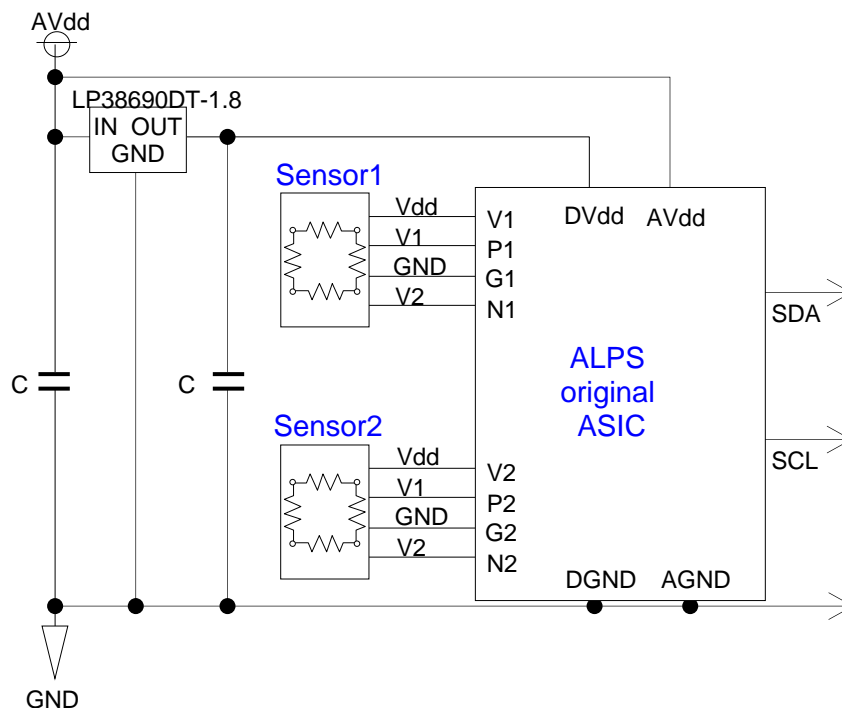 AVdd
LP38690DT-1.8
IN OUT
GND
Sensor1
Vdd
V1
GND
V2
V1
P1
G1
N1
DVdd
AVdd
SDA
ALPS
original
ASIC
C
C
Sensor2
Vdd
V1
GND
V2
V2
P2
G2
N2
SCL
DGND
AGND
GND